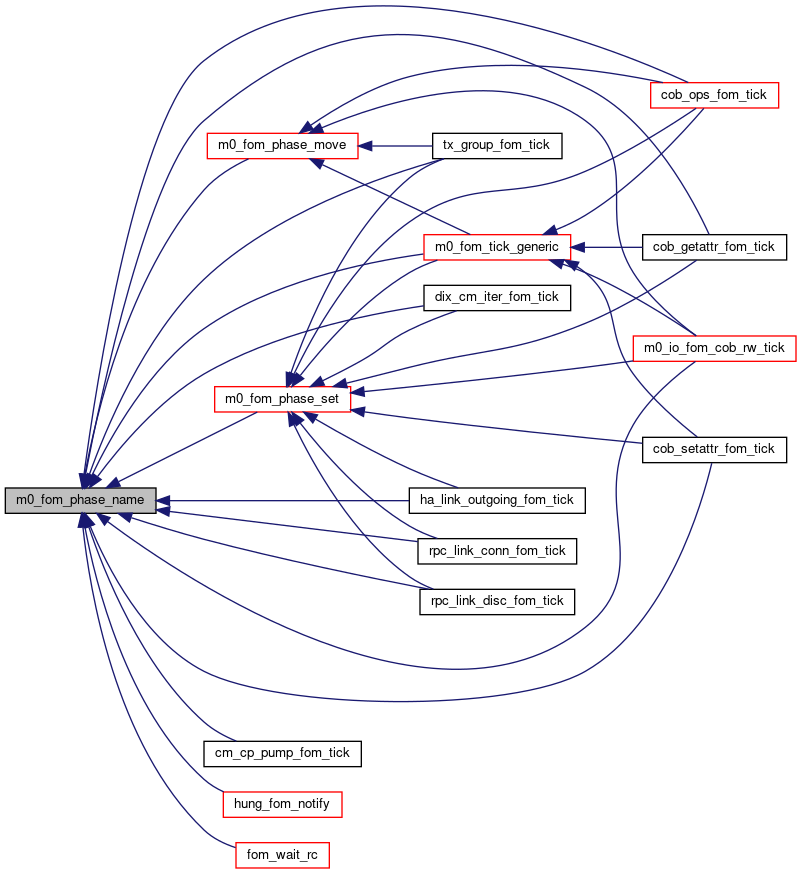 cob_ops_fom_tick
m0_fom_phase_move
tx_group_fom_tick
m0_fom_tick_generic
cob_getattr_fom_tick
dix_cm_iter_fom_tick
m0_io_fom_cob_rw_tick
m0_fom_phase_set
cob_setattr_fom_tick
m0_fom_phase_name
ha_link_outgoing_fom_tick
rpc_link_conn_fom_tick
rpc_link_disc_fom_tick
cm_cp_pump_fom_tick
hung_fom_notify
fom_wait_rc